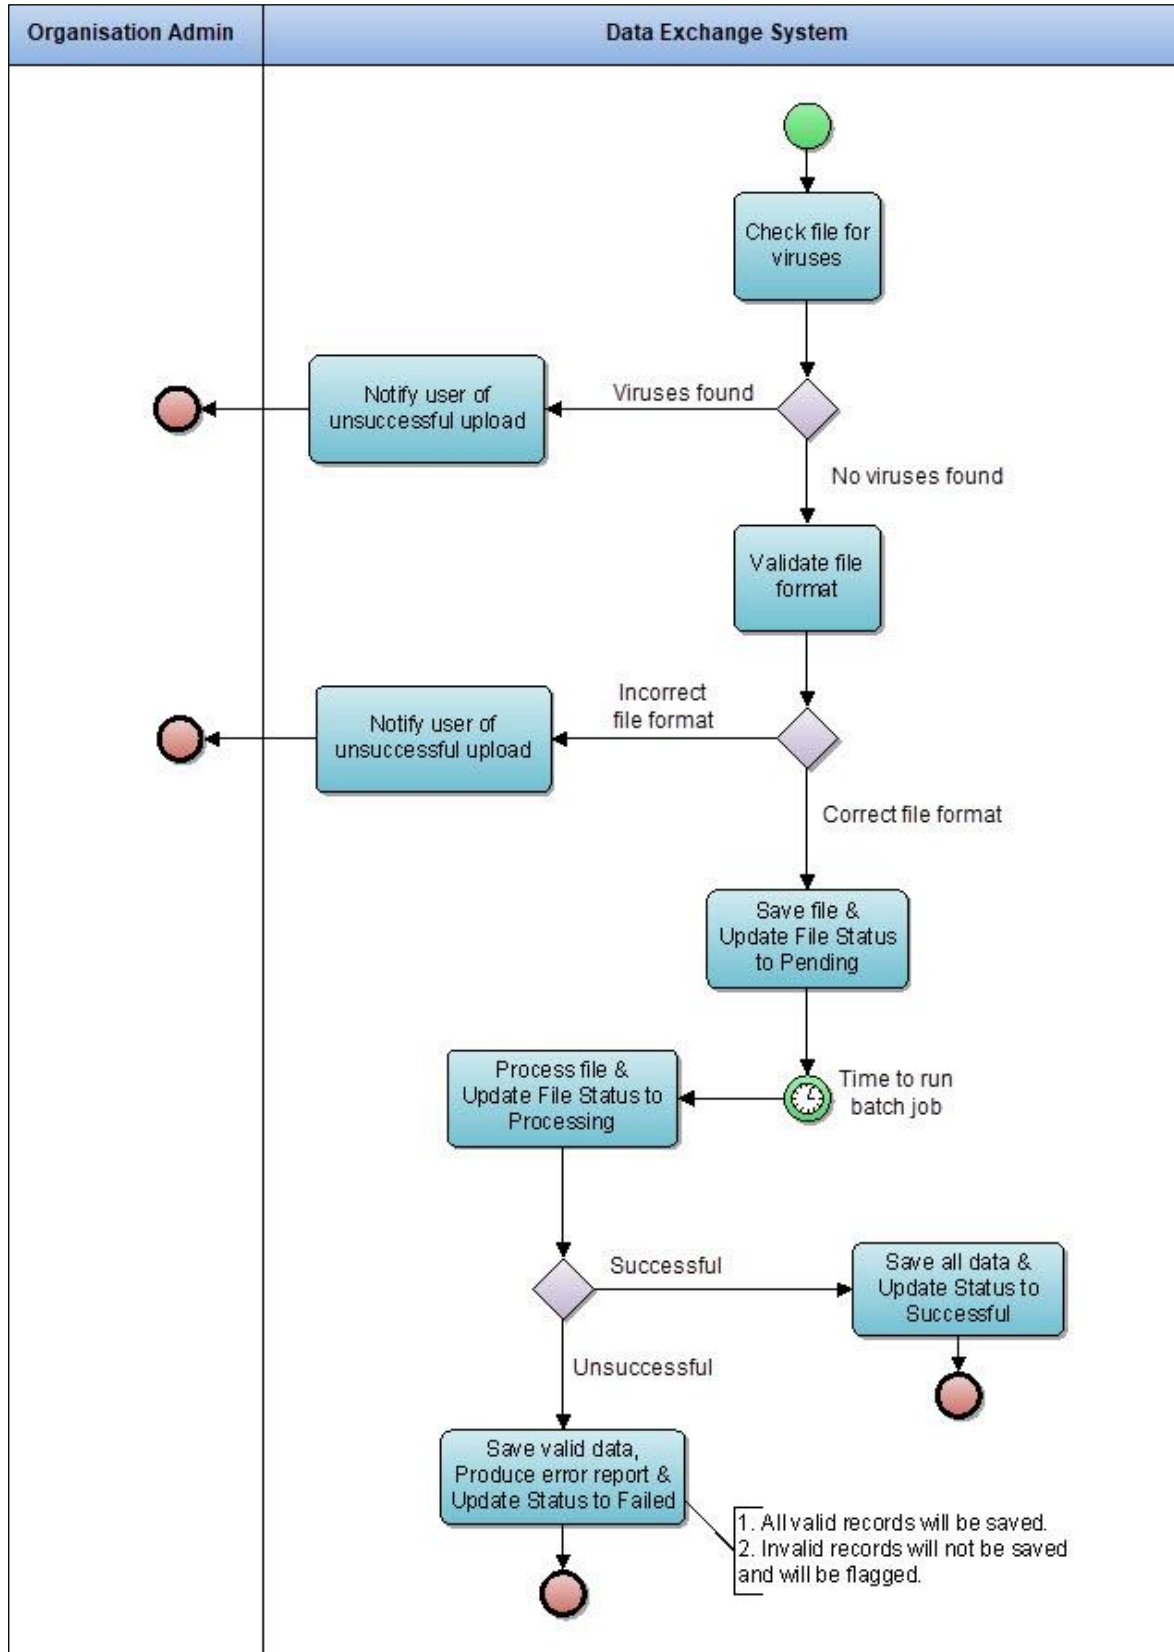 Organisation Admin
Data Exchange System
Check file for
viruses
Viruses found
Notify user of
unsuccessful upload
No viruses found
Validate file
format
Incorrect
file format
Notify user of
unsuccessful upload
Correct file format
Save file &
Update File Status
to Pending
Time to run
batch job
Process file &
Update File Status to
Processing
Successful
Save all data &
Update Status to
Successful
Unsuccessful
Save valid data,
Produce error report &
Update Status to Failed
1. All valid records will be saved.
2. Invalid records will not be saved
and will be flagged.